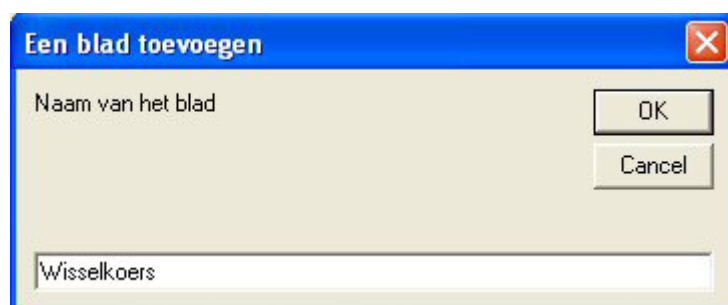 Een blad toevoegen
Naam van het blad
OK
Cancel
Wisselkoers